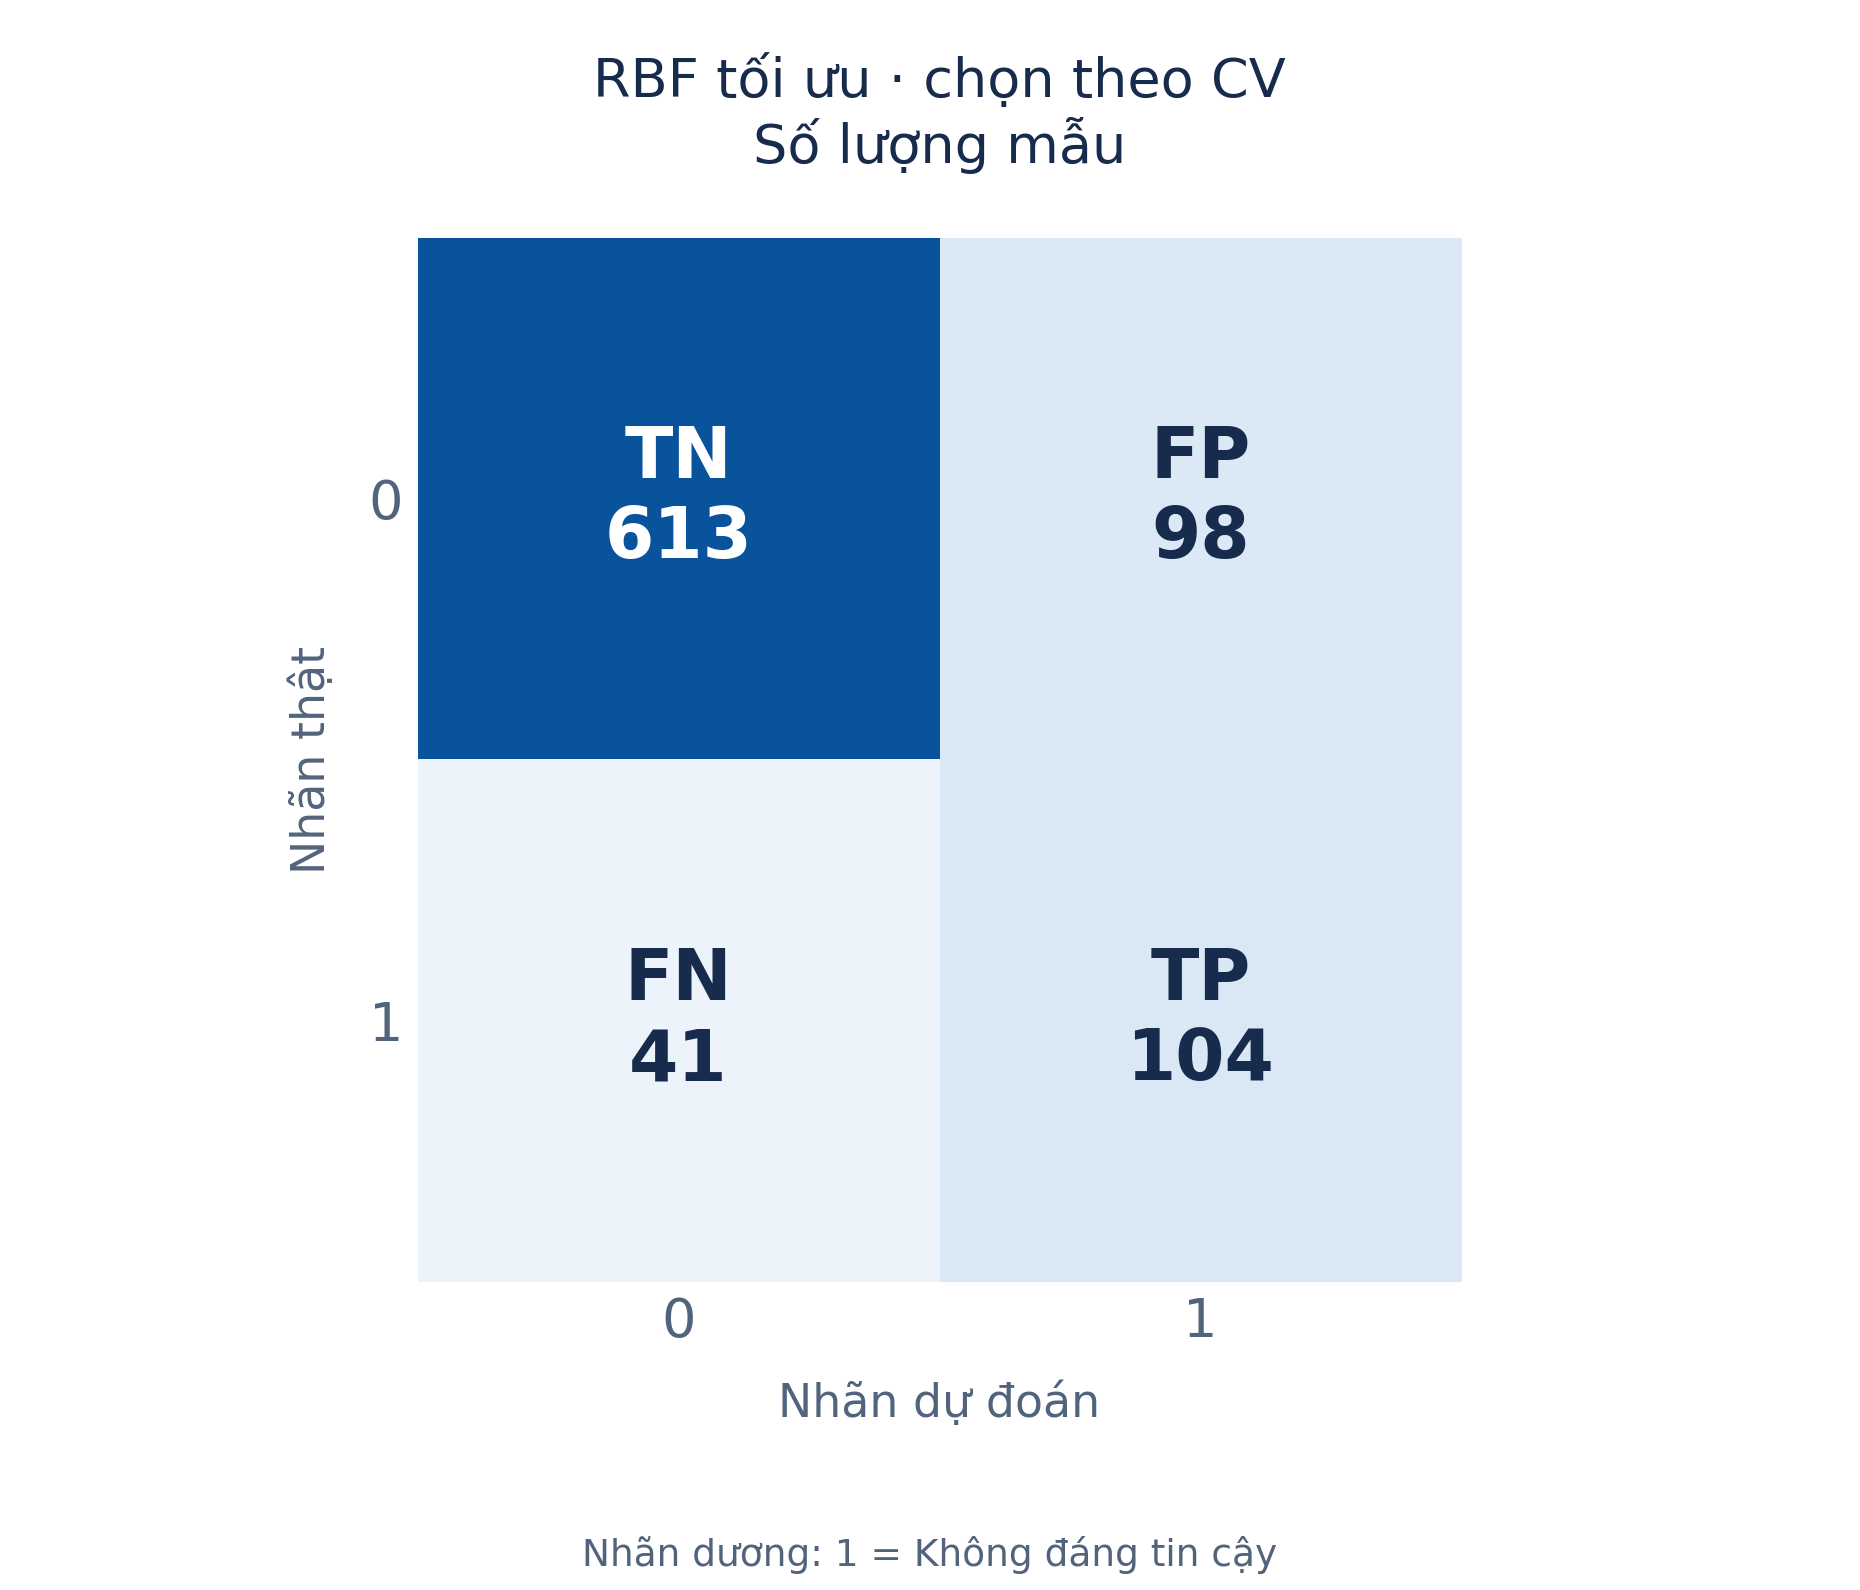 RBF tối ưu · chọn theo CV
Số lượng mẫu
TN
613
FP
98
0
Nhãn thật
FN
41
TP
104
1
0
1
Nhãn dự đoán
Nhãn dương: 1 = Không đáng tin cậy